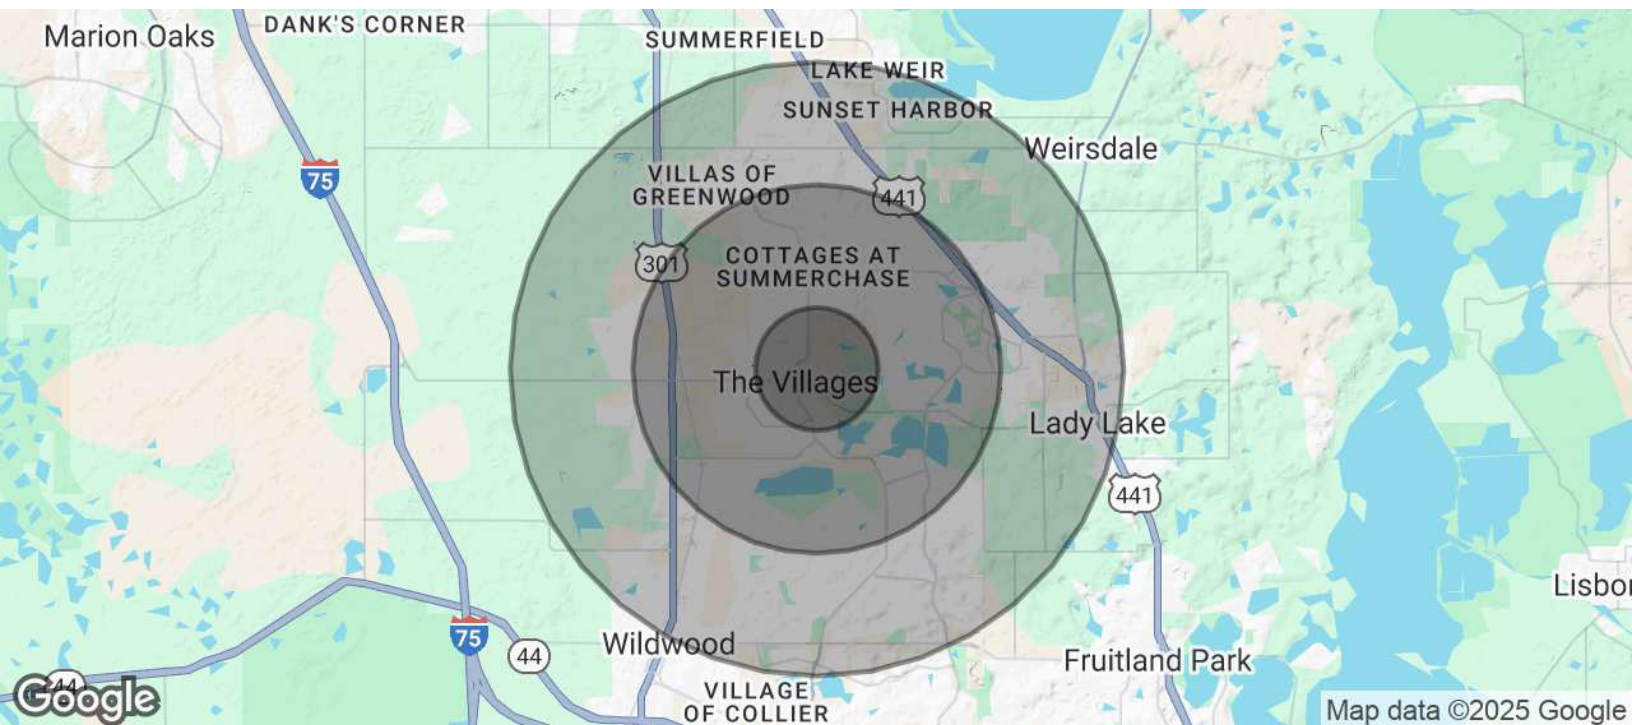 DANK'S CORNER
Marion Oaks
SUMMERFIELD
LAKE WEIR
SUNSET HARBOR
Weirsdale
75
VILLAS OF
GREENWOOD
441
301
COTTAGES AT
SUMMERCHASE
The Villages
Lady Lake
441
Lisbon
75
44
Wildwood
Fruitland Park
44
Google
VILLAGE
OF COLLIER
Map data ©2025 Google